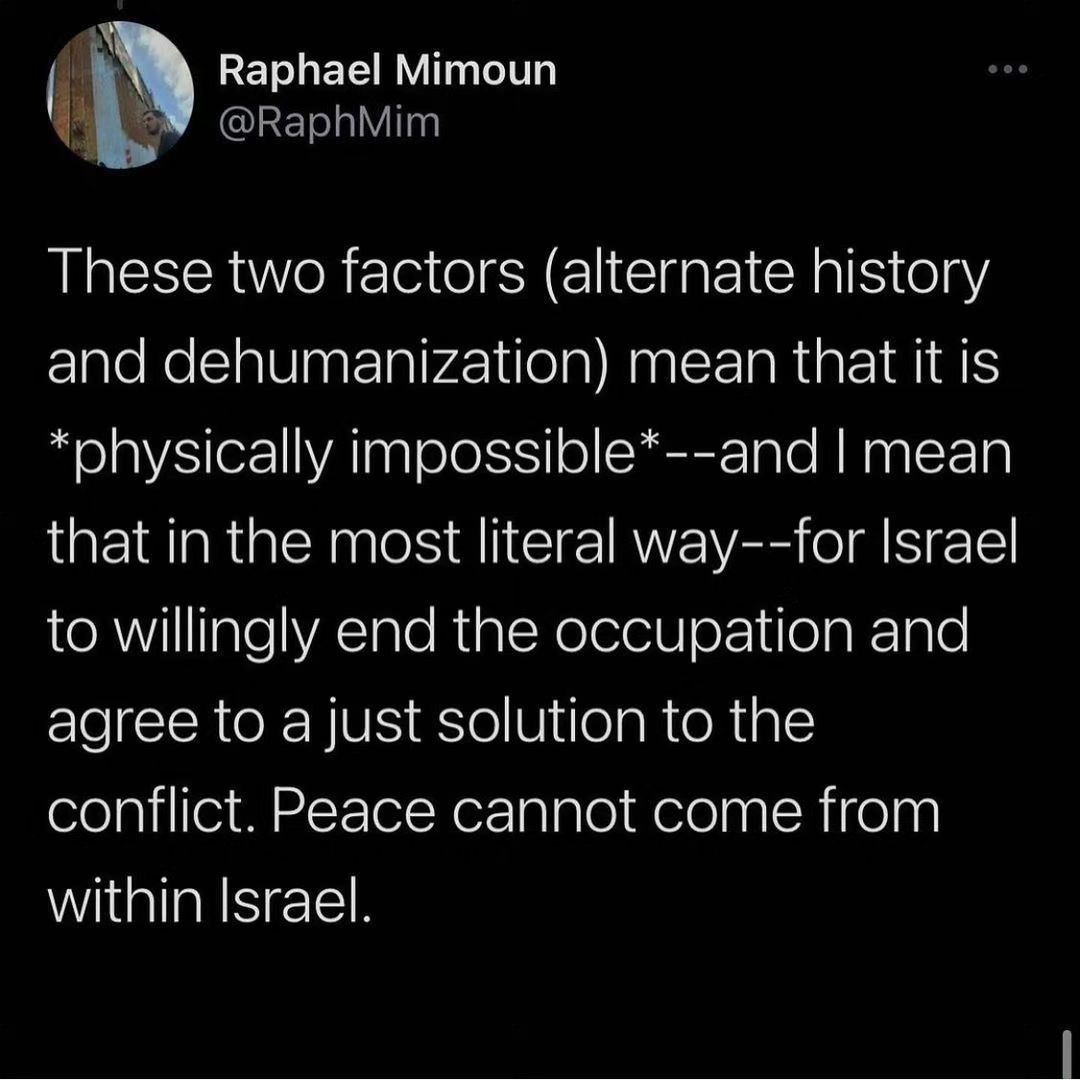 Raphael Mimoun
@RaphMim
These two factors (alternate history
and dehumanization) mean that it is
*physically impossible*--and I mean
that in the most literal way--for Israel
to willingly end the occupation and
agree to a just solution to the
conflict. Peace cannot come from
within Israel.